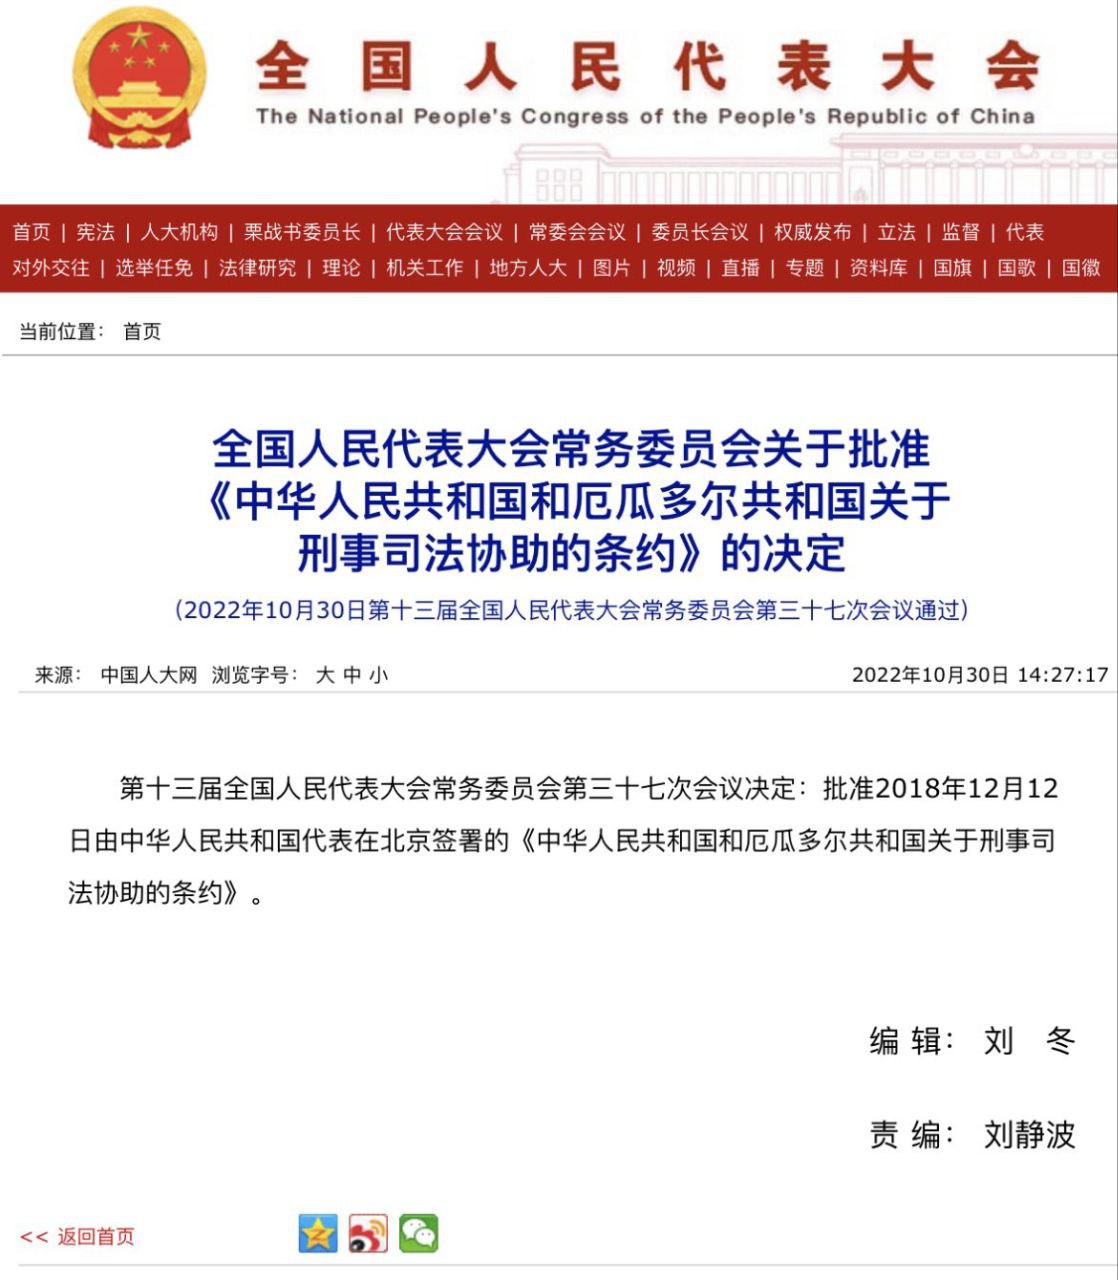 全国人民代表大会
The National People's Congress of the People's Republic of China
首页 | 宪法 | 人大机构 | 栗战书委员长 | 代表大会会议 | 常委会会议 | 委员长会议 | 权威发布 | 立法 | 监督 | 代表
对外交往 | 选举任免 | 法律研究 | 理论 | 机关工作 | 地方人大 | 图片 | 视频 | 直播 | 专题 | 资料库 | 国旗 | 国歌 | 国徽
当前位置： 首页
全国人民代表大会常务委员会关于批准
《中华人民共和国和厄瓜多尔共和国关于
刑事司法协助的条约》的决定
（2022年10月30日第十三届全国人民代表大会常务委员会第三十七次会议通过）
来源： 中国人大网 浏览字号： 大 中 小 2022年10月30日 14:27:17
第十三届全国人民代表大会常务委员会第三十七次会议决定：批准2018年12月12
日由中华人民共和国代表在北京签署的《中华人民共和国和厄瓜多尔共和国关于刑事司
法协助的条约》。
编 辑： 刘　冬
责 编： 刘静波
<< 返回首页